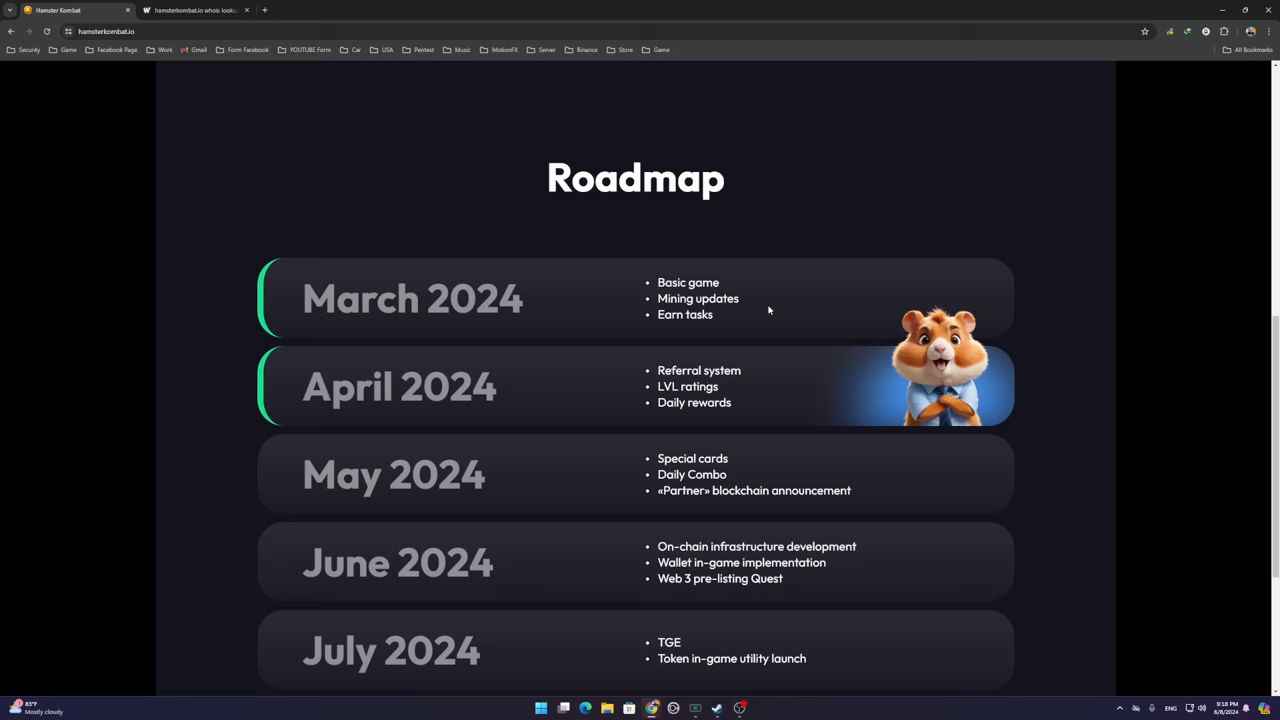 Hamster Kombat
hamsterkombat.io whois looku
hamsterkombat.io
Security
Game
Facebook Page
Work
Gmail
Form Facebook
YOUTUBE Form
Car
USA
Pentest
Music
MotionFX
Server
Binance
Store
Game
All Bookmarks
Roadmap
March 2024
• Basic game
• Mining updates
• Earn tasks
April 2024
• Referral system
• LVL ratings
• Daily rewards
May 2024
• Special cards
• Daily Combo
• «Partner» blockchain announcement
June 2024
• On-chain infrastructure development
• Wallet in-game implementation
• Web 3 pre-listing Quest
July 2024
• TGE
• Token in-game utility launch
83°F
Mostly cloudy
ENG
9:18 PM
6/8/2024